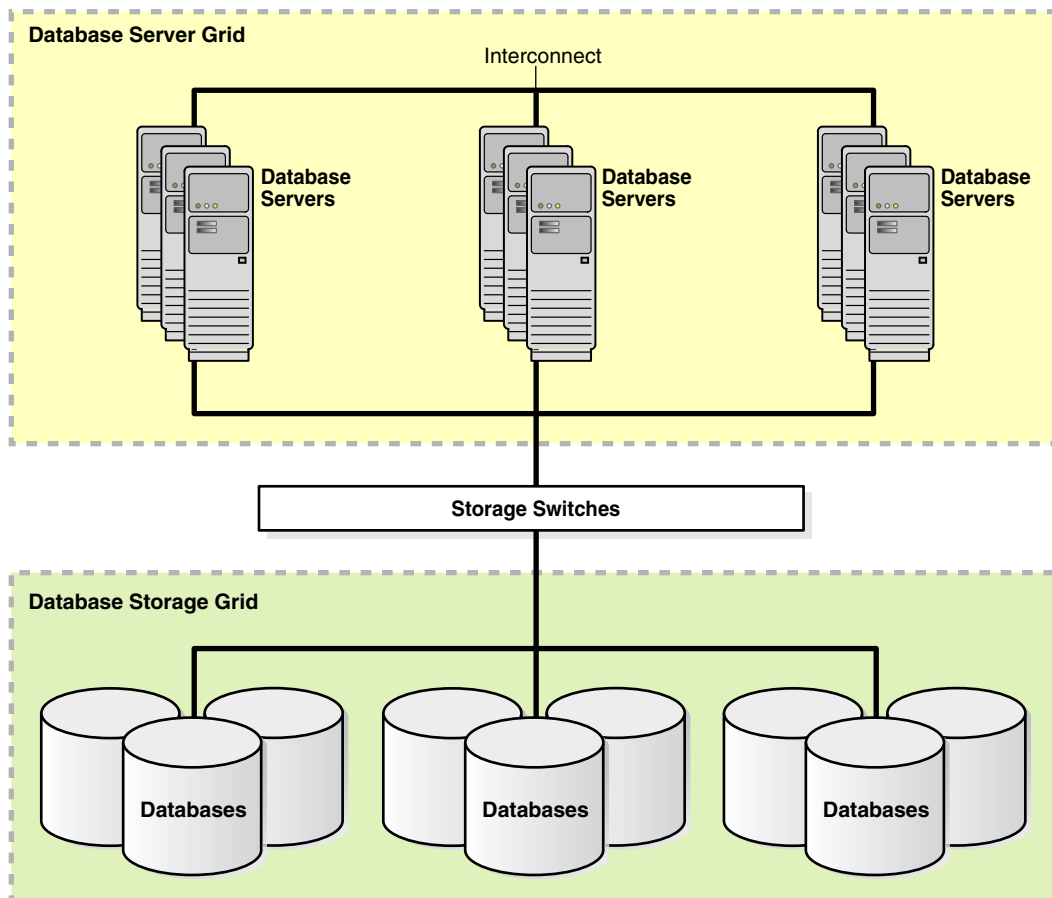 Database Server Grid
Interconnect
Database
Servers
Database
Servers
Database
Servers
Storage Switches
Database Storage Grid
Databases
Databases
Databases